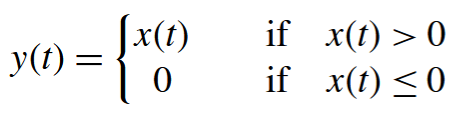 y(t) = { x(t) if x(t) > 0
0 if x(t) ≤ 0